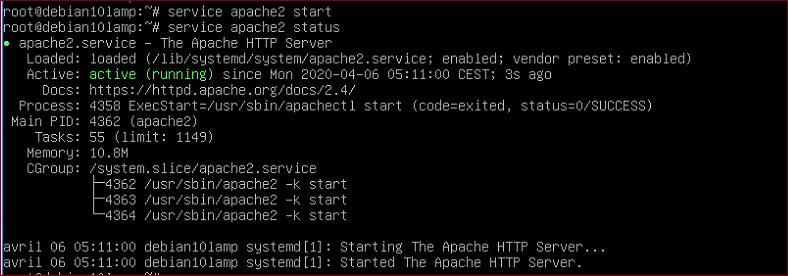 root@debian10lamp:~# service apache2 start
root@debian10lamp:~# service apache2 status
● apache2.service - The Apache HTTP Server
Loaded: loaded (/lib/systemd/system/apache2.service; enabled; vendor preset: enabled)
Active: active (running) since Mon 2020-04-06 05:11:00 CEST; 3s ago
Docs: https://httpd.apache.org/docs/2.4/
Process: 4358 ExecStart=/usr/sbin/apachectl start (code=exited, status=0/SUCCESS)
Main PID: 4362 (apache2)
Tasks: 55 (limit: 1149)
Memory: 10.8M
CGroup: /system.slice/apache2.service
├─4362 /usr/sbin/apache2 -k start
├─4363 /usr/sbin/apache2 -k start
└─4364 /usr/sbin/apache2 -k start
avril 06 05:11:00 debian10lamp systemd[1]: Starting The Apache HTTP Server...
avril 06 05:11:00 debian10lamp systemd[1]: Started The Apache HTTP Server.
root@debian10lamp:~#